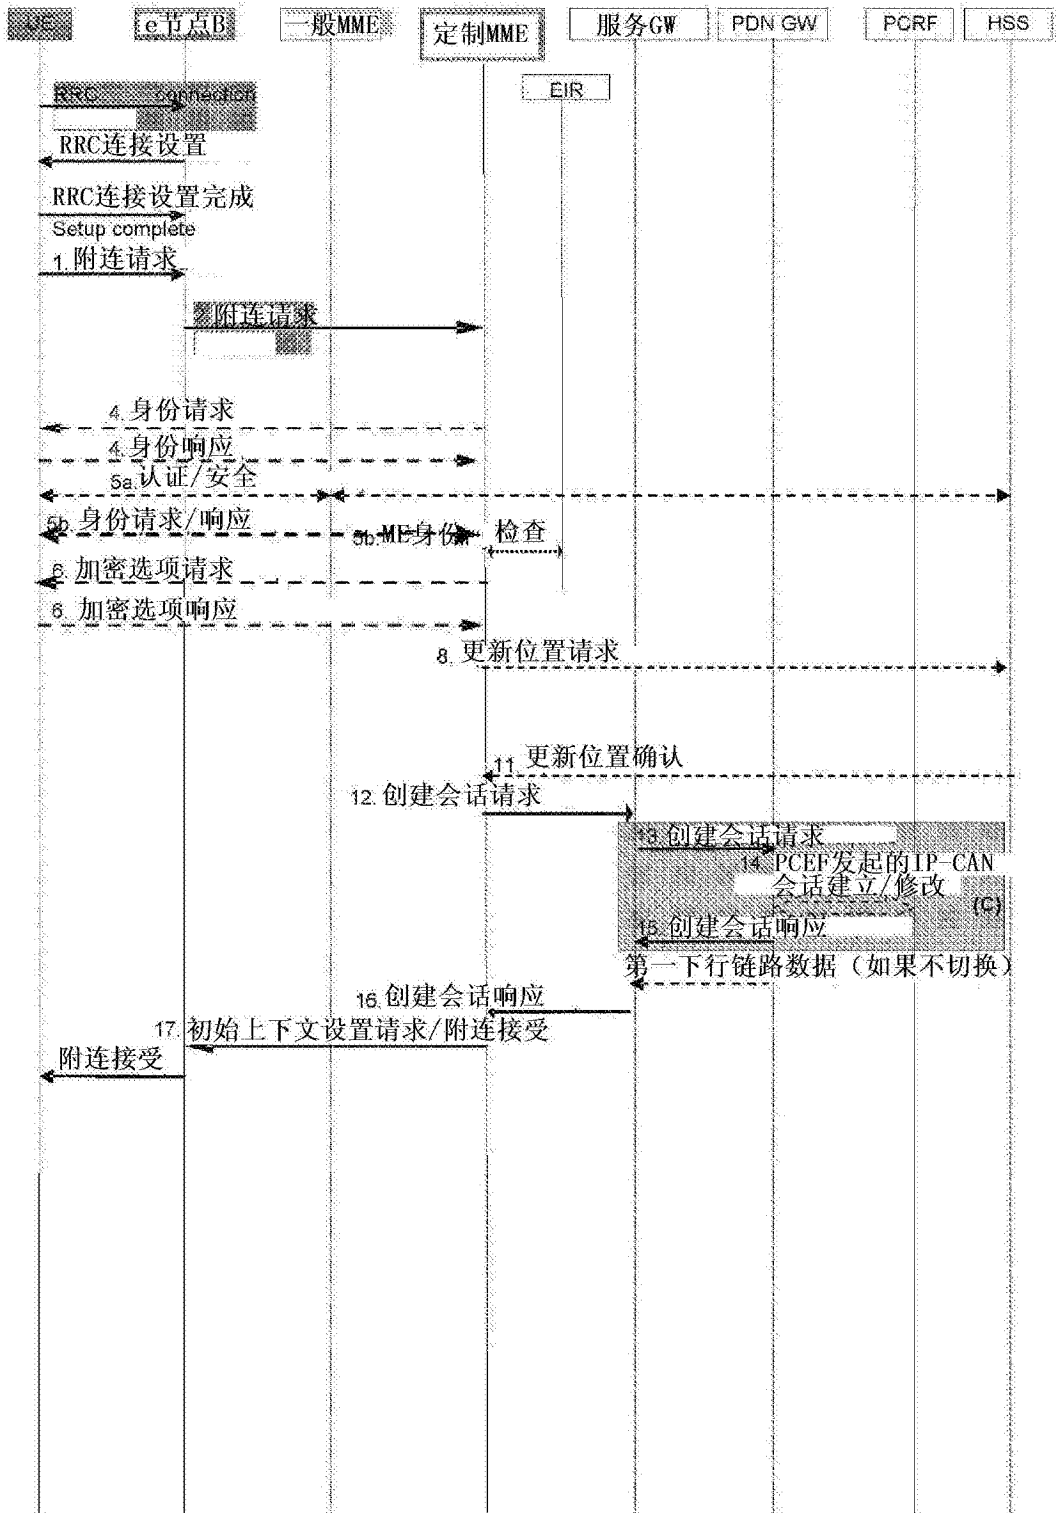 UE
e节点B
一般MME
定制MME
服务GW
PDN GW
PCRF
HSS
EIR
RRC connection
RRC连接设置
RRC连接设置完成
Setup complete
1.附连请求
附连请求
4.身份请求
4.身份响应
5a.认证/安全
5b.身份请求/响应
5b.ME身份 检查
6.加密选项请求
6.加密选项响应
8.更新位置请求
11.更新位置确认
12.创建会话请求
13.创建会话请求
14.PCEF发起的IP-CAN
会话建立/修改
(C)
15.创建会话响应
第一下行链路数据（如果不切换）
16.创建会话响应
17.初始上下文设置请求/附连接受
附连接受